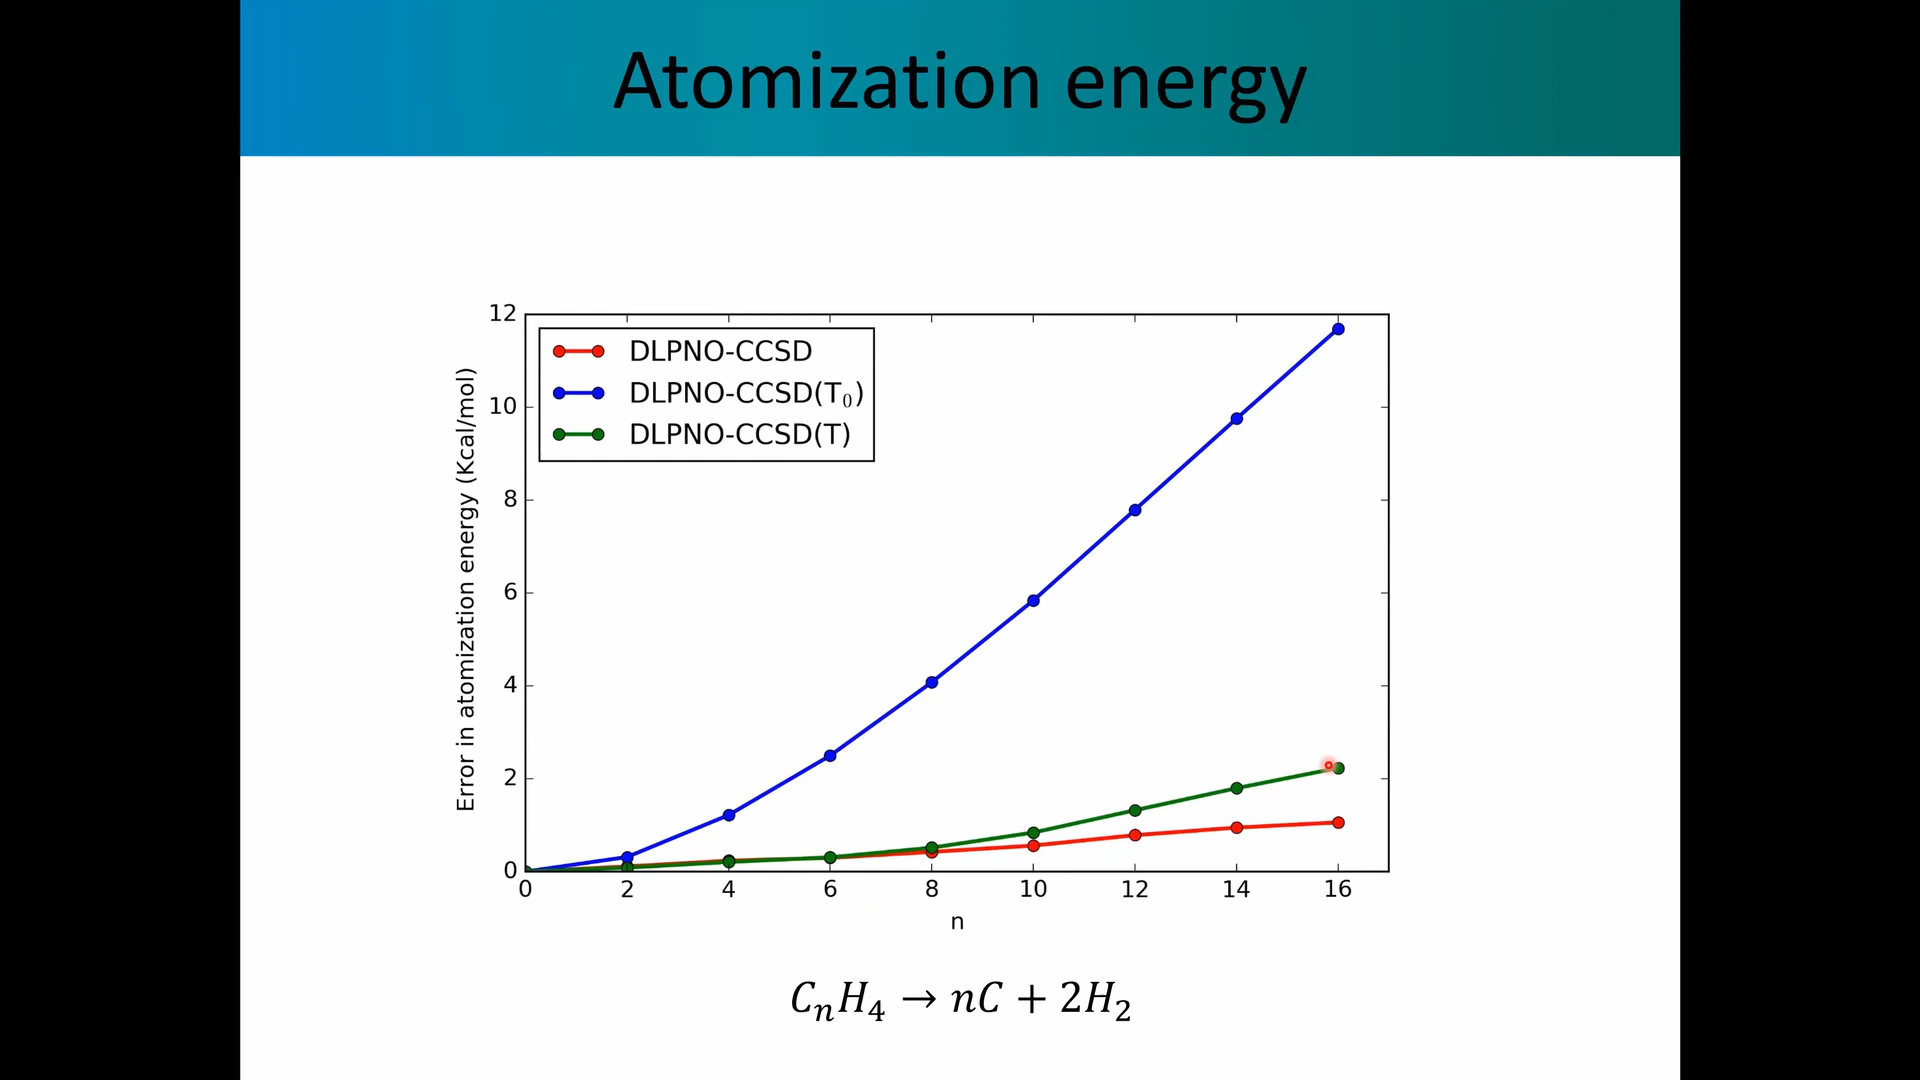 Atomization energy
12
10
8
6
4
2
0
Error in atomization energy (Kcal/mol)
DLPNO-CCSD
DLPNO-CCSD(T₀)
DLPNO-CCSD(T)
0 2 4 6 8 10 12 14 16
n
CₙH₄ → nC + 2H₂